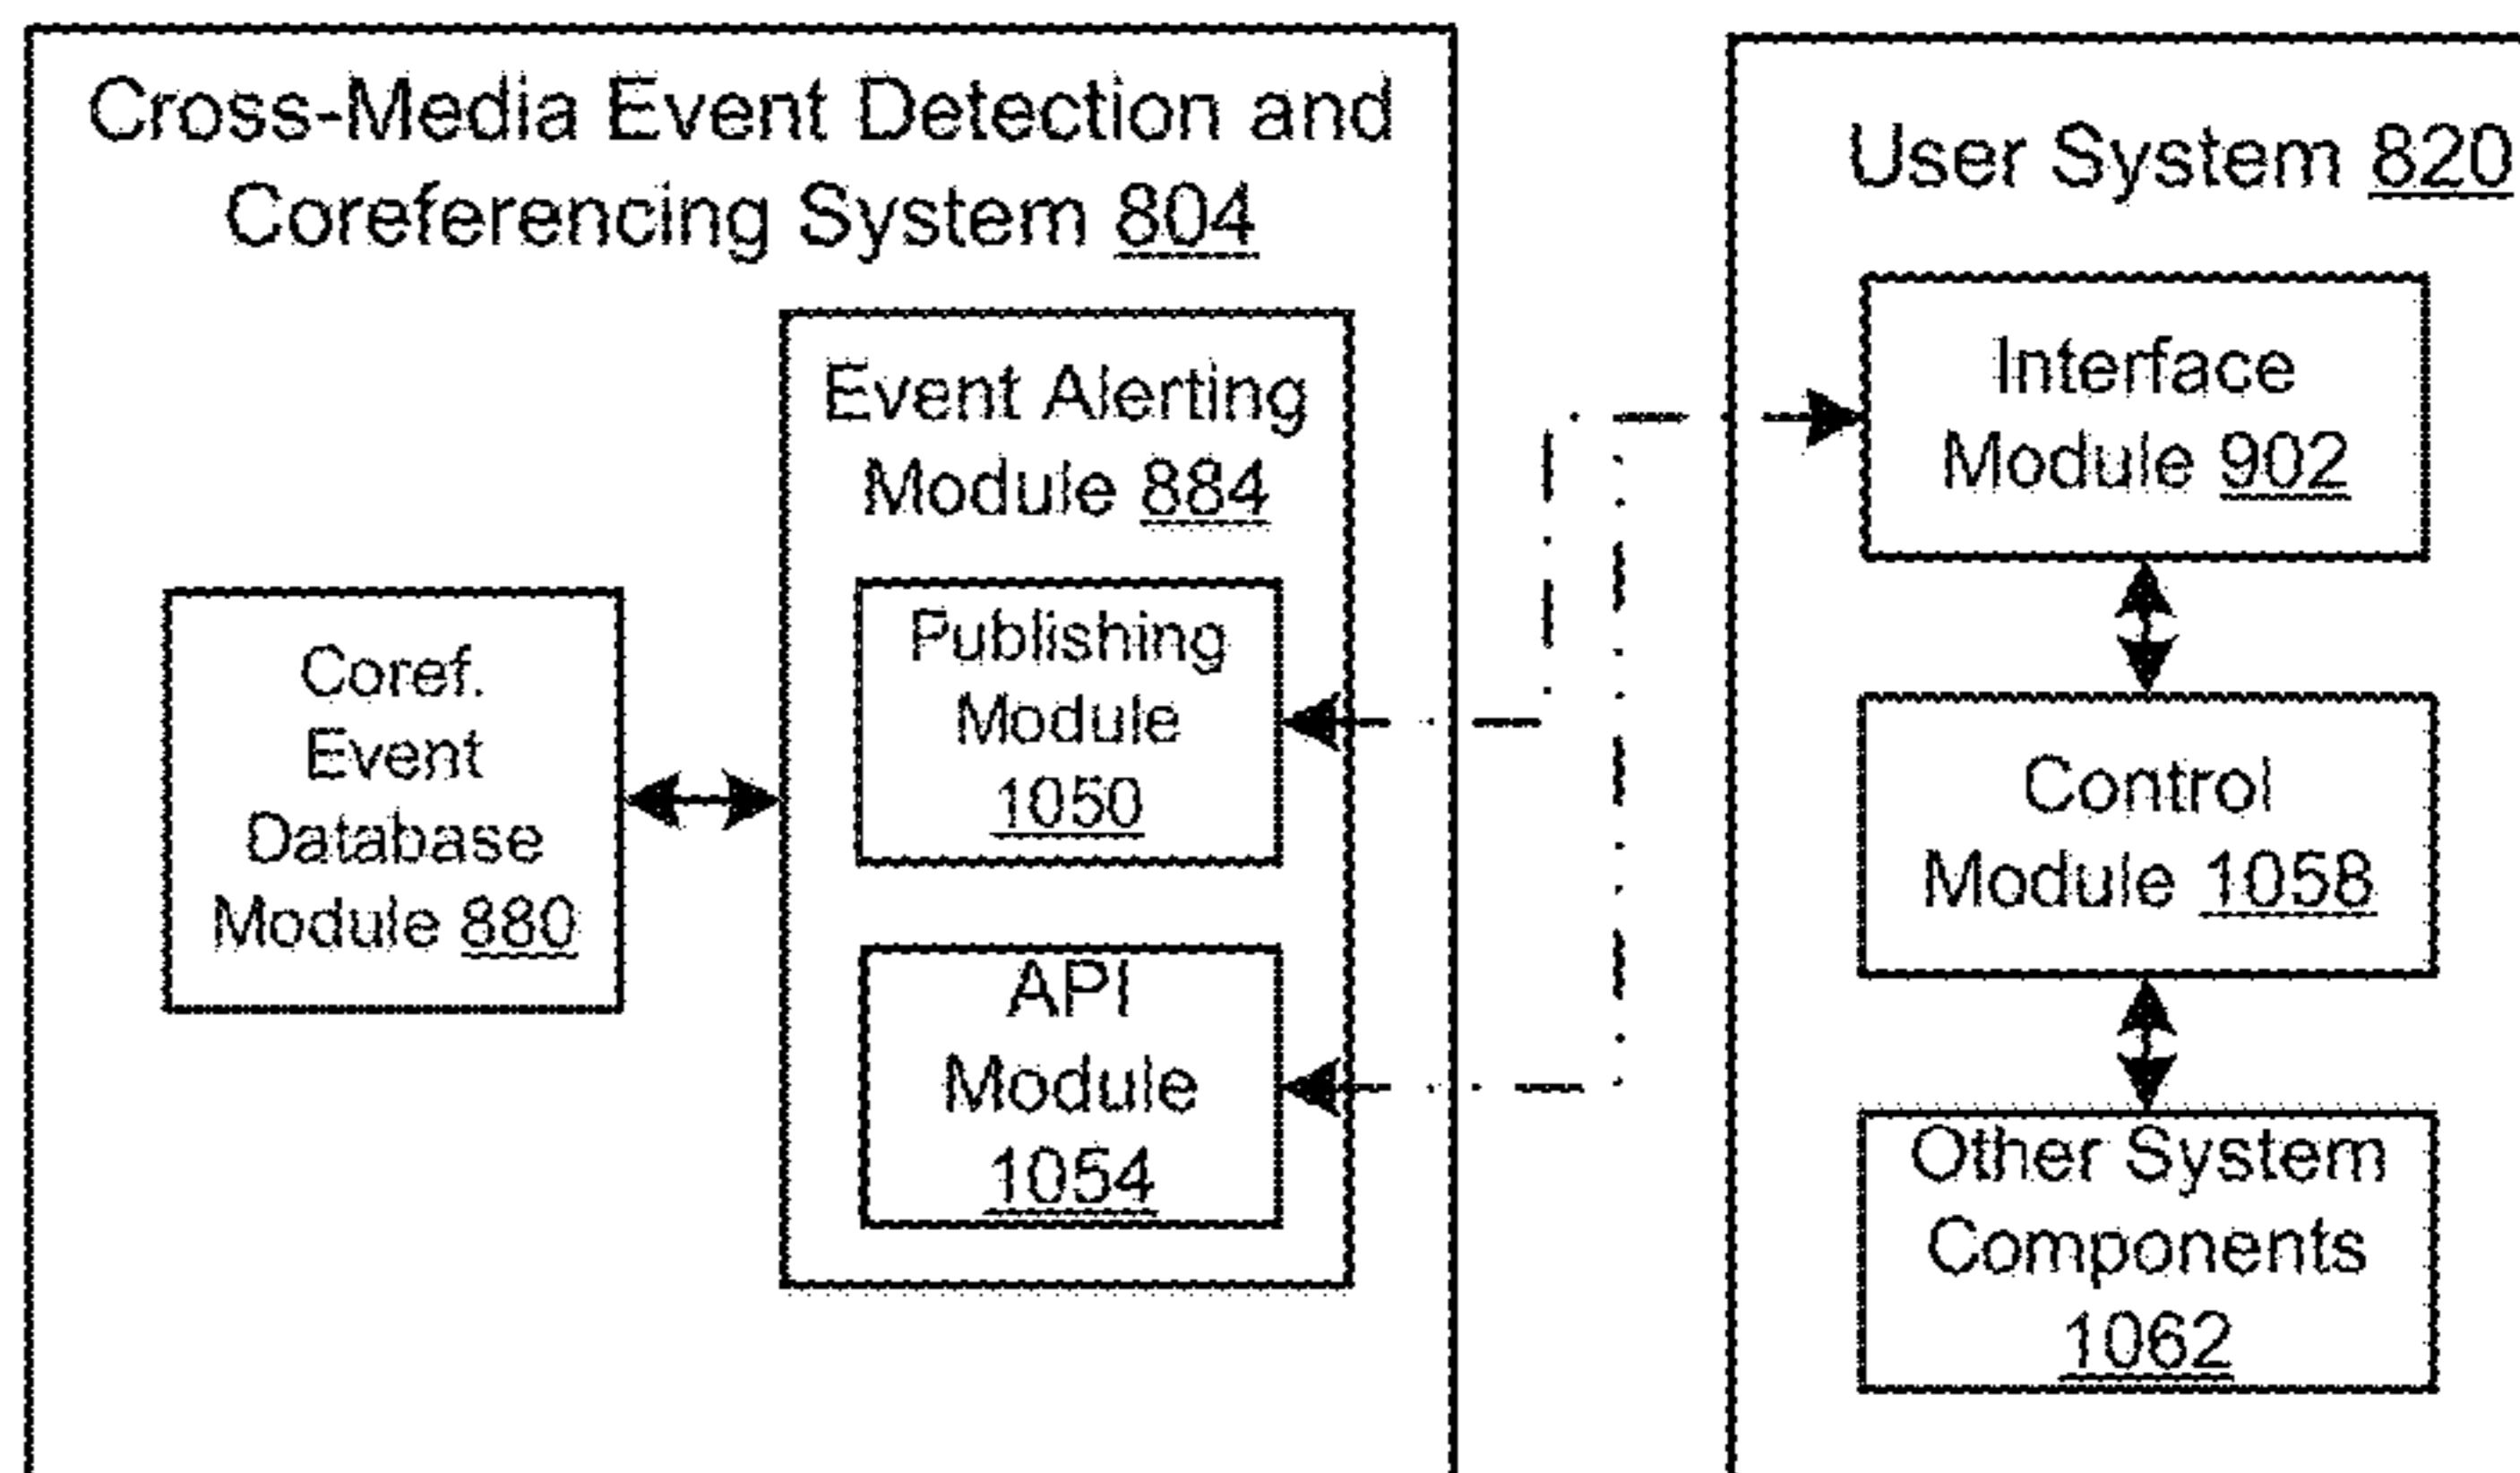 Cross-Media Event Detection and
Coreferencing System 804
Event Alerting
Module 884
Publishing
Module
1050
API
Module
1054
Coref.
Event
Database
Module 880
User System 820
Interface
Module 902
Control
Module 1058
Other System
Components
1062